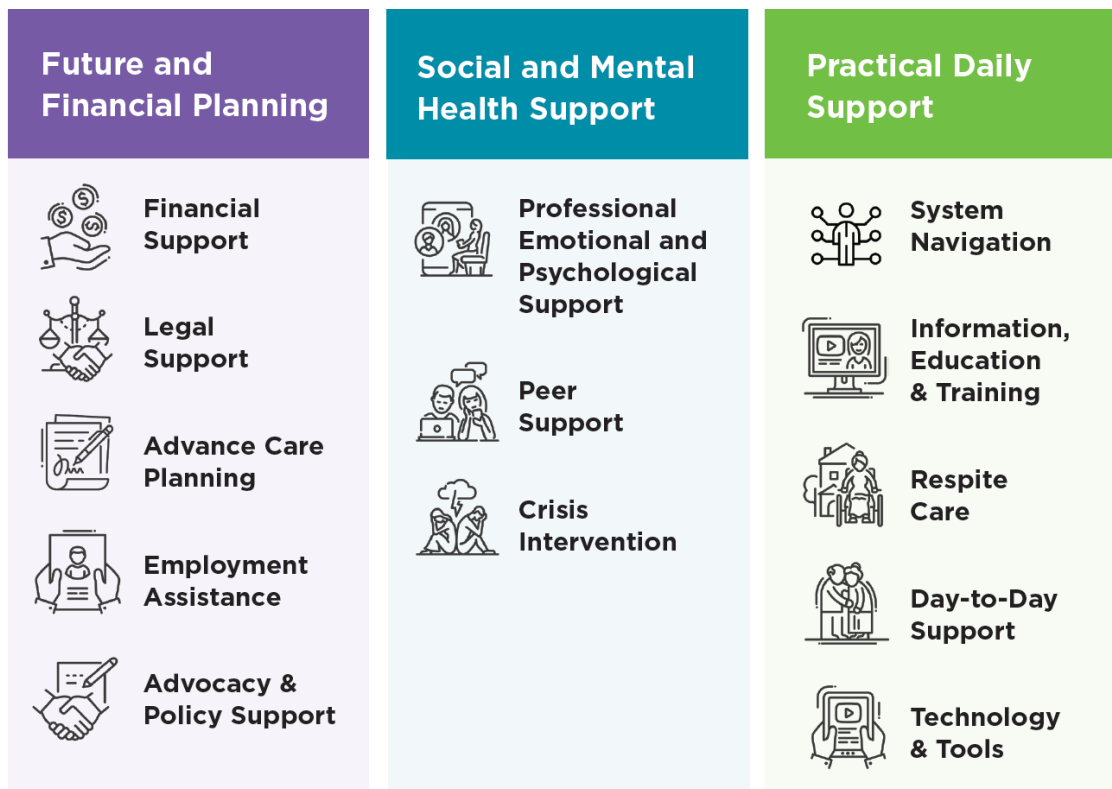 Future and
Financial Planning
Financial
Support
Legal
Support
Advance Care
Planning
Employment
Assistance
Advocacy &
Policy Support
Social and Mental
Health Support
Professional
Emotional and
Psychological
Support
Peer
Support
Crisis
Intervention
Practical Daily
Support
System
Navigation
Information,
Education
& Training
Respite
Care
Day-to-Day
Support
Technology
& Tools